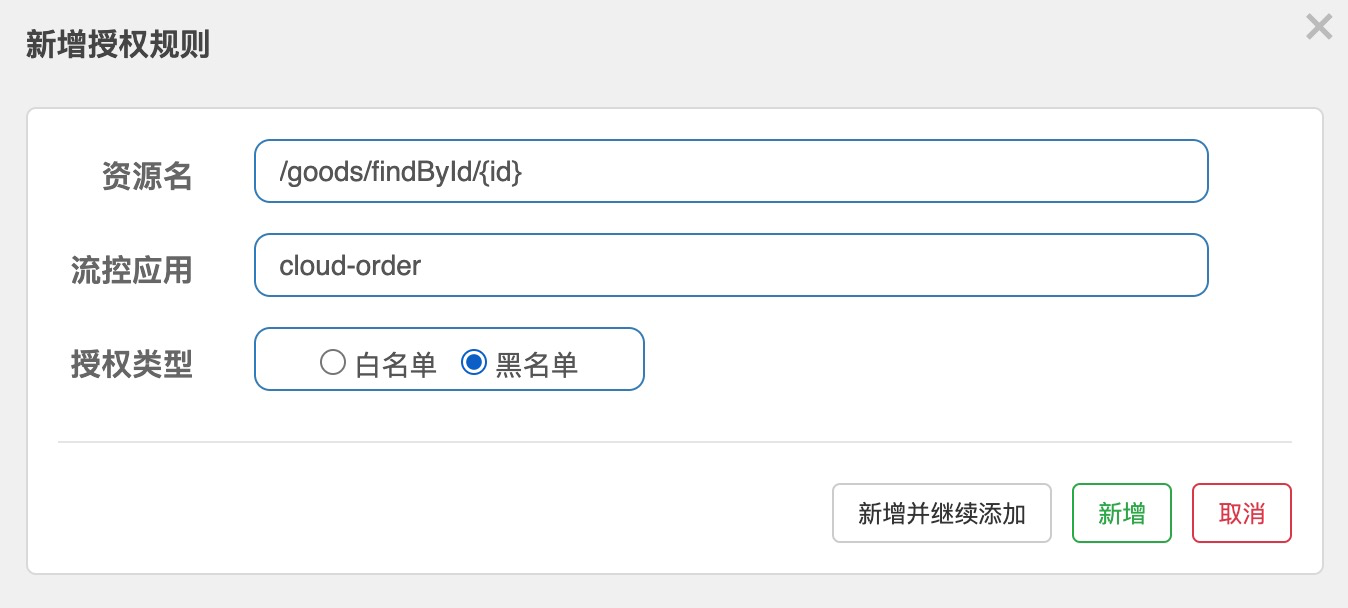 新增授权规则
资源名 /goods/findById/{id}
流控应用 cloud-order
授权类型 白名单 黑名单
新增并继续添加 新增 取消